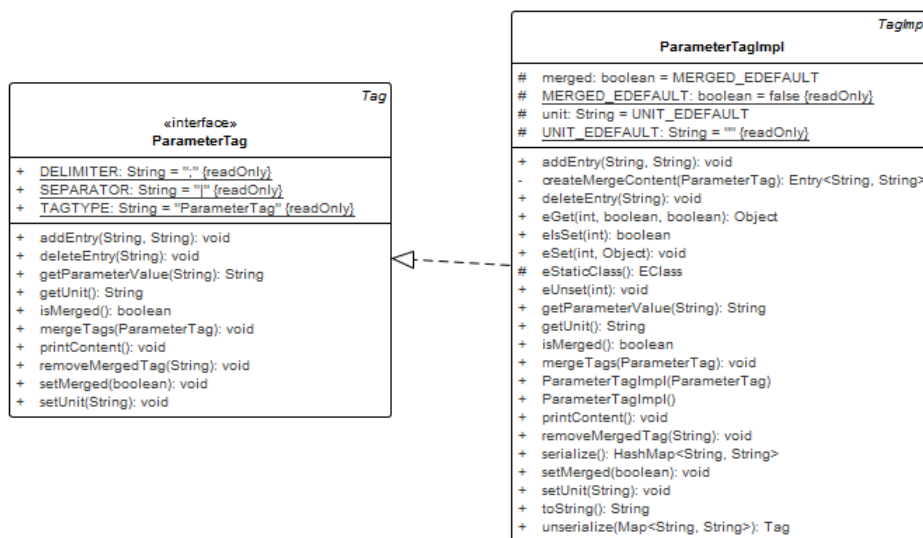 Tag
«interface»
ParameterTag
+ DELIMITER: String = ";" {readOnly}
+ SEPARATOR: String = "|" {readOnly}
+ TAGTYPE: String = "ParameterTag" {readOnly}
+ addEntry(String, String): void
+ deleteEntry(String): void
+ getParameterValue(String): String
+ getUnit(): String
+ isMerged(): boolean
+ mergeTags(ParameterTag): void
+ printContent(): void
+ removeMergedTag(String): void
+ setMerged(boolean): void
+ setUnit(String): void
TagImp
ParameterTagImpl
# merged: boolean = MERGED_EDEFAULT
# MERGED_EDEFAULT: boolean = false {readOnly}
# unit: String = UNIT_EDEFAULT
# UNIT_EDEFAULT: String = "" {readOnly}
+ addEntry(String, String): void
- createMergeContent(ParameterTag): Entry<String, String>
+ deleteEntry(String): void
+ eGet(int, boolean, boolean): Object
+ eIsSet(int): boolean
+ eSet(int, Object): void
# eStaticClass(): EClass
+ eUnset(int): void
+ getParameterValue(String): String
+ getUnit(): String
+ isMerged(): boolean
+ mergeTags(ParameterTag): void
+ ParameterTagImpl(ParameterTag)
+ ParameterTagImpl()
+ printContent(): void
+ removeMergedTag(String): void
+ serialize(): HashMap<String, String>
+ setMerged(boolean): void
+ setUnit(String): void
+ toString(): String
+ unserialize(Map<String, String>): Tag